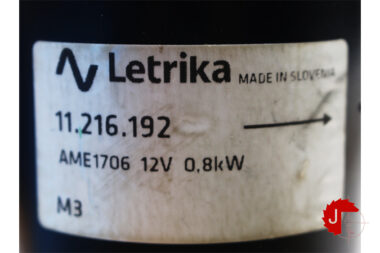 Letrika MADE IN SLOVENIA
11.216.192
AME1706 12V 0,8kW
M3
J